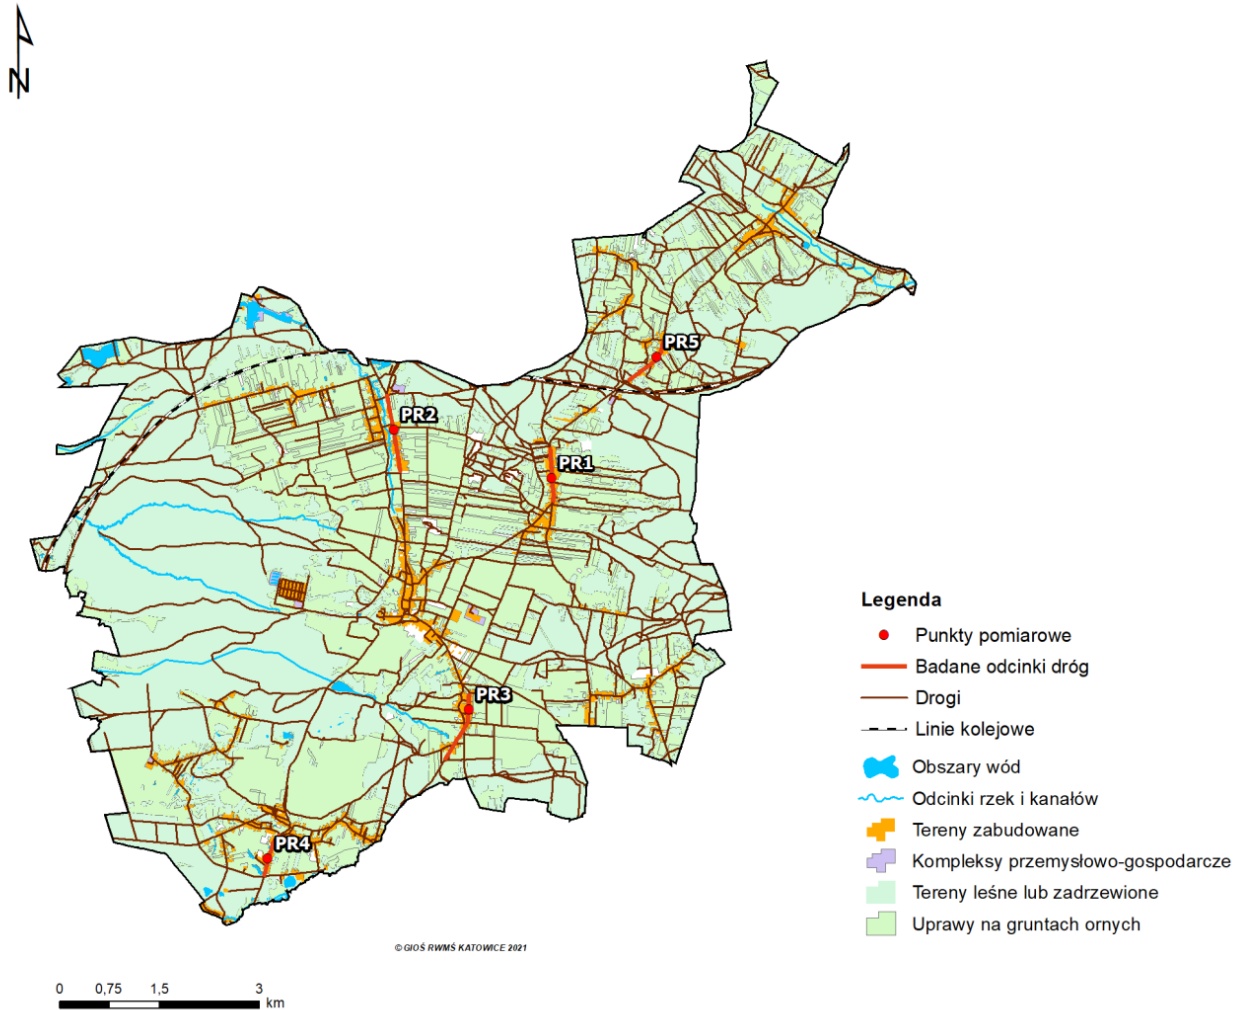 N
PR5
PR2
PR1
PR3
PR4
Legenda
Punkty pomiarowe
Badane odcinki dróg
Drogi
Linie kolejowe
Obszary wód
Odcinki rzek i kanałów
Tereny zabudowane
Kompleksy przemysłowo-gospodarcze
Tereny leśne lub zadrzewione
Uprawy na gruntach ornych
© GIOŚ RWMŚ KATOWICE 2021
0 0,75 1,5 3
km